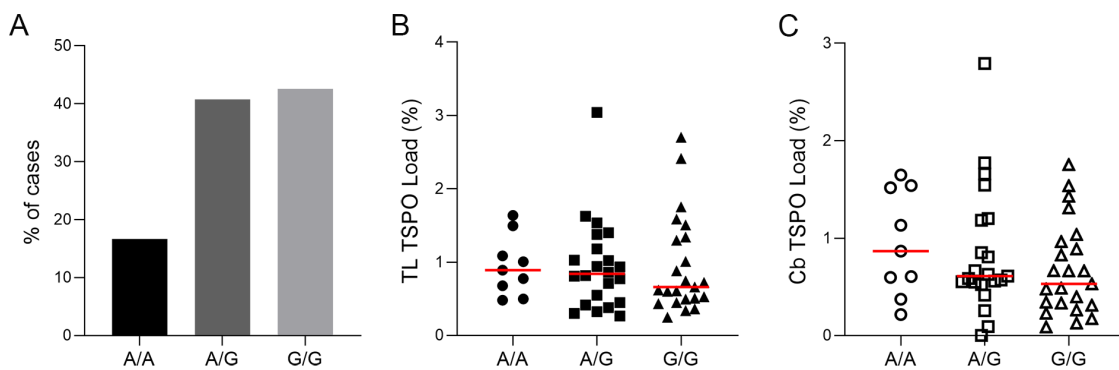 A
% of cases
50
40
30
20
10
0
A/A A/G G/G
B
TL TSPO Load (%)
4
3
2
1
0
A/A A/G G/G
C
Cb TSPO Load (%)
3
2
1
0
A/A A/G G/G